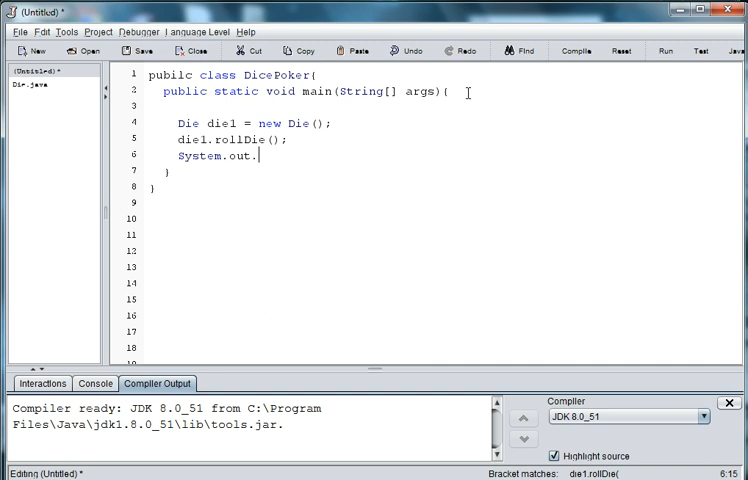 (Untitled) *
File Edit Tools Project Debugger Language Level Help
New Open Save Close Cut Copy Paste Undo Redo Find Compile Reset Run Test Java
(Untitled) *
Die.java
1 pubilc class DicePoker{
2 public static void main(String[] args){
3
4 Die die1 = new Die();
5 die1.rollDie();
6 System.out.
7 }
8 }
9
10
11
12
13
14
15
16
17
18
19
Interactions Console Compiler Output
Compiler ready: JDK 8.0_51 from C:\Program
Files\Java\jdk1.8.0_51\lib\tools.jar.
Compiler
JDK 8.0_51
Highlight source
Editing (Untitled) * Bracket matches: die1.rollDie( 6:15